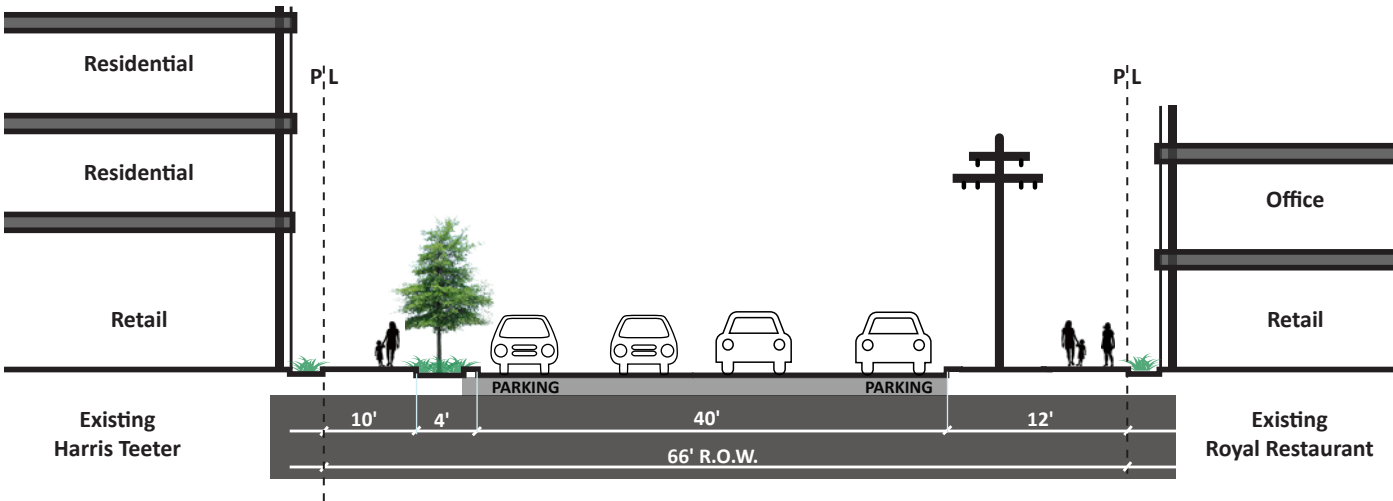 Residential
Residential
Retail
P L
P L
Office
Retail
PARKING
PARKING
10'
4'
40'
12'
66' R.O.W.
Existing
Harris Teeter
Existing
Royal Restaurant